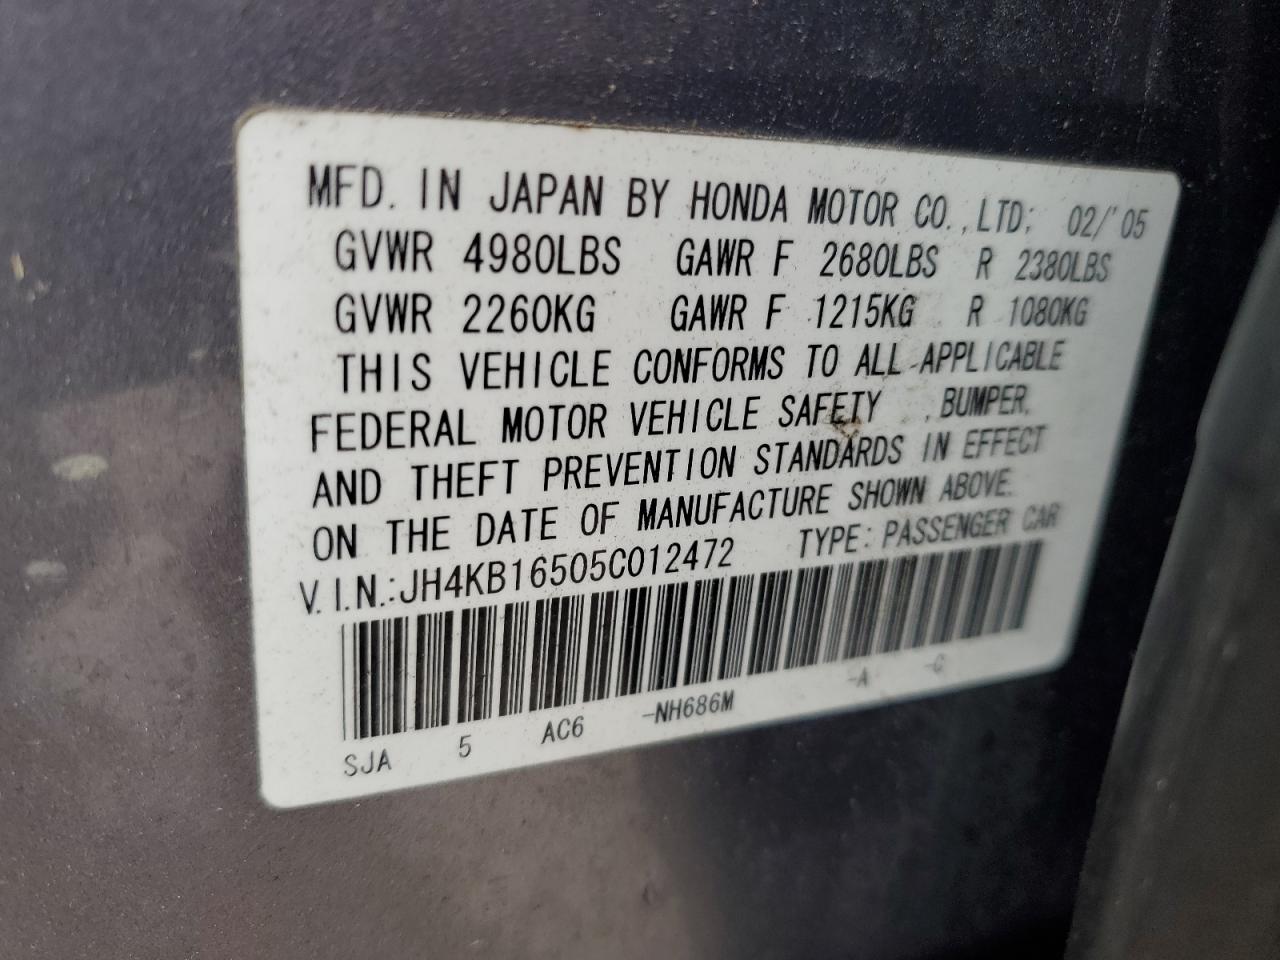 MFD. IN JAPAN BY HONDA MOTOR CO.,LTD; 02/'05
GVWR 4980LBS GAWR F 2680LBS R 2380LBS
GVWR 2260KG GAWR F 1215KG R 1080KG
THIS VEHICLE CONFORMS TO ALL APPLICABLE
FEDERAL MOTOR VEHICLE SAFETY , BUMPER,
AND THEFT PREVENTION STANDARDS IN EFFECT
ON THE DATE OF MANUFACTURE SHOWN ABOVE.
V.I.N.:JH4KB16505C012472 TYPE: PASSENGER CAR
SJA 5 AC6 -NH686M -A -C